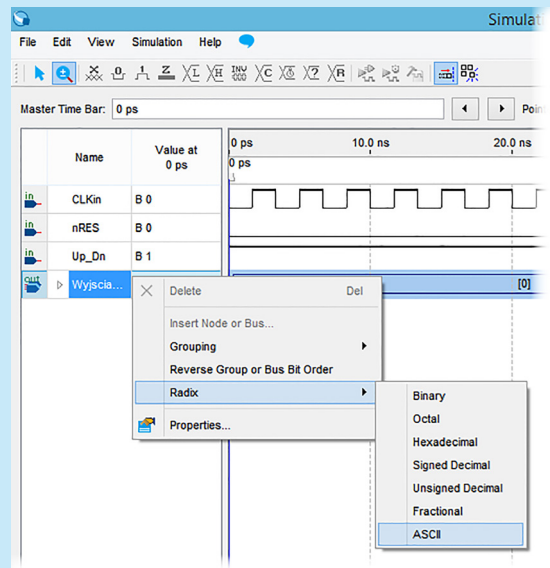 Simulati
File Edit View Simulation Help
Master Time Bar: 0 ps Poin
Name Value at 0 ps 0 ps 10.0 ns 20.0 ns
0 ps
in CLKin B 0
in nRES B 0
in Up_Dn B 1
out Wyjscia... [0]
Delete Del
Insert Node or Bus...
Grouping
Reverse Group or Bus Bit Order
Radix
Properties...
Binary
Octal
Hexadecimal
Signed Decimal
Unsigned Decimal
Fractional
ASCII